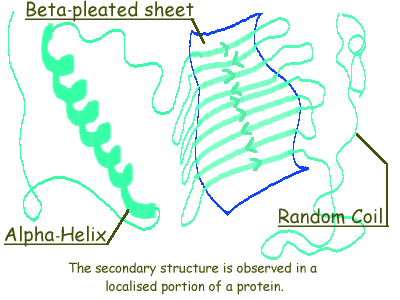 Beta-pleated sheet
Random Coil
Alpha-Helix
The secondary structure is observed in a
localised portion of a protein.